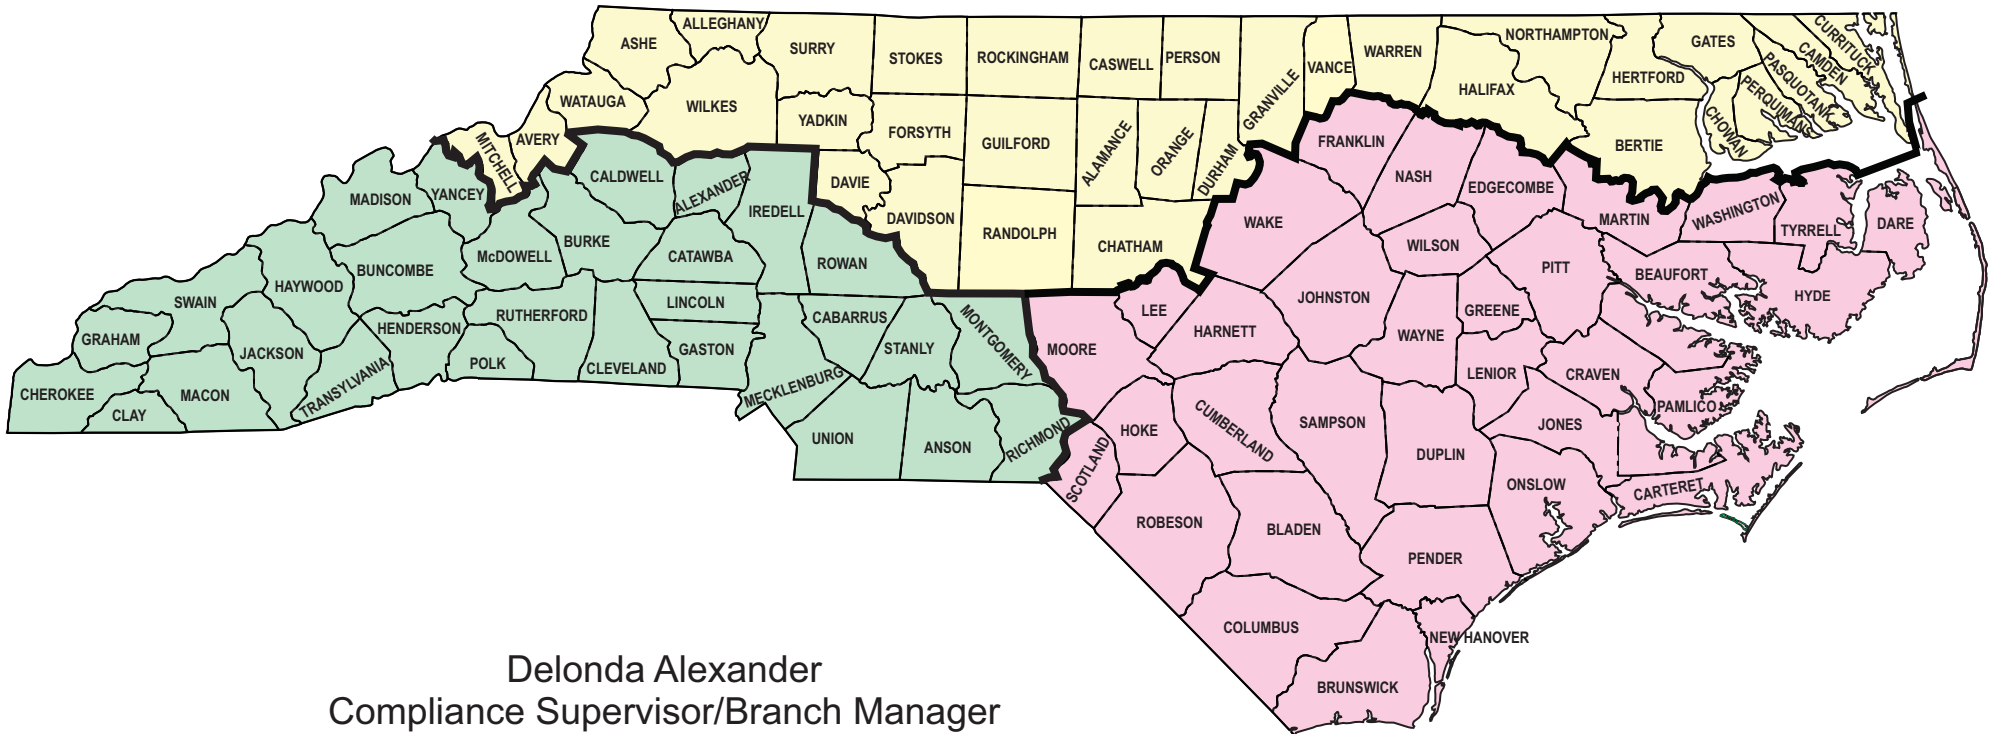 ALLEGHANY
ASHE
SURRY
STOKES
ROCKINGHAM
CASWELL
PERSON
GRANVILLE
VANCE
WARREN
NORTHAMPTON
HALIFAX
HERTFORD
GATES
CURRITUCK
CAMDEN
PASQUOTANK
PERQUIMANS
CHOWAN
BERTIE
WATAUGA
WILKES
YADKIN
FORSYTH
GUILFORD
ALAMANCE
ORANGE
DURHAM
FRANKLIN
NASH
EDGECOMBE
MARTIN
WASHINGTON
TYRRELL
DARE
AVERY
MITCHELL
MADISON
YANCEY
CALDWELL
ALEXANDER
IREDELL
DAVIE
DAVIDSON
RANDOLPH
CHATHAM
WAKE
WILSON
PITT
BEAUFORT
HYDE
SWAIN
HAYWOOD
BUNCOMBE
McDOWELL
BURKE
CATAWBA
ROWAN
LINCOLN
GRAHAM
JACKSON
HENDERSON
RUTHERFORD
POLK
CLEVELAND
GASTON
CABARRUS
STANLY
MONTGOMERY
MOORE
LEE
HARNETT
JOHNSTON
WAYNE
GREENE
LENIOR
CRAVEN
PAMLICO
CHEROKEE
CLAY
MACON
TRANSYLVANIA
MECKLENBURG
UNION
ANSON
RICHMOND
SCOTLAND
HOKE
CUMBERLAND
SAMPSON
DUPLIN
JONES
ONSLOW
CARTERET
ROBESON
BLADEN
PENDER
COLUMBUS
NEW HANOVER
BRUNSWICK
Delonda Alexander
Compliance Supervisor/Branch Manager